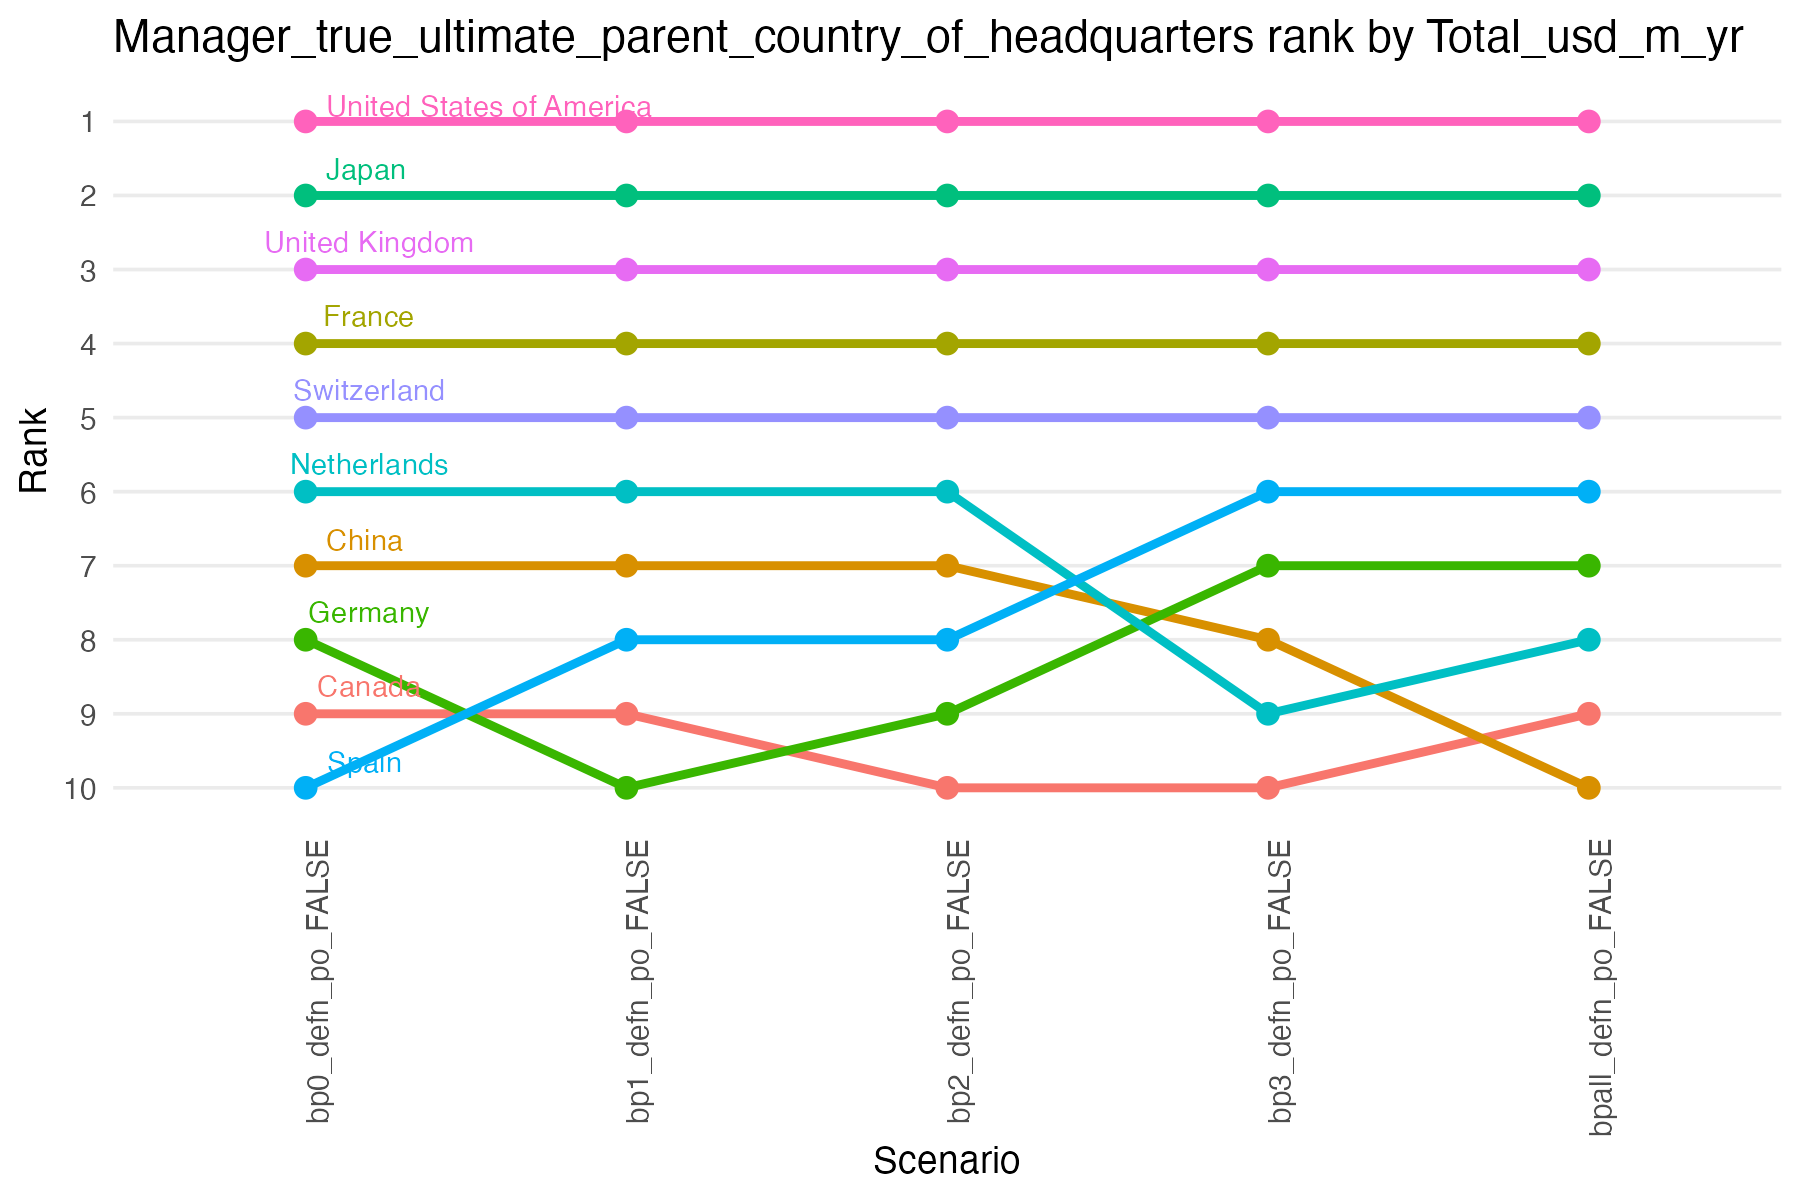 Manager_true_ultimate_parent_country_of_headquarters rank by Total_usd_m_yr
Rank
1
2
3
4
5
6
7
8
9
10
United States of America
Japan
United Kingdom
France
Switzerland
Netherlands
China
Germany
Canada
Spain
bp0_defn_po_FALSE
bp1_defn_po_FALSE
bp2_defn_po_FALSE
bp3_defn_po_FALSE
bpall_defn_po_FALSE
Scenario